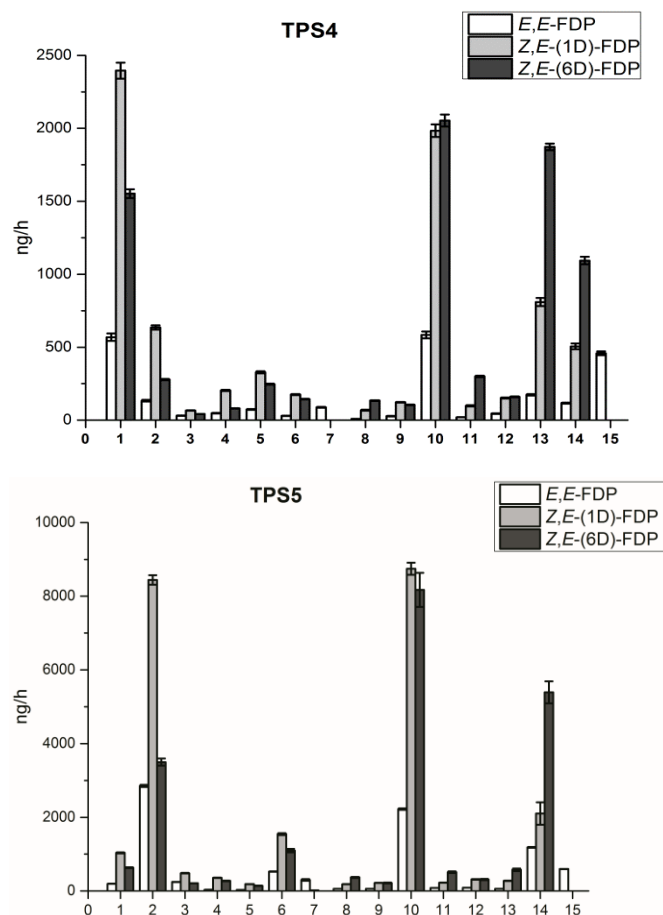 TPS4
E,E-FDP
Z,E-(1D)-FDP
Z,E-(6D)-FDP
2500
2000
1500
1000
500
0
ng/h
0 1 2 3 4 5 6 7 8 9 10 11 12 13 14 15
TPS5
E,E-FDP
Z,E-(1D)-FDP
Z,E-(6D)-FDP
10000
8000
6000
4000
2000
0
ng/h
0 1 2 3 4 5 6 7 8 9 10 11 12 13 14 15